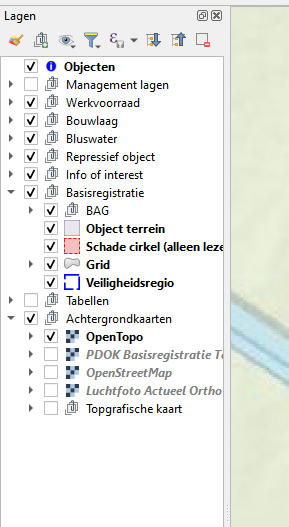 Lagen
Objecten
Management lagen
Werkvoorraad
Bouwlaag
Bluswater
Repressief object
Info of interest
Basisregistratie
BAG
Object terrein
Schade cirkel (alleen leze
Grid
Veiligheidsregio
Tabellen
Achtergrondkaarten
OpenTopo
PDOK Basisregistratie To
OpenStreetMap
Luchtfoto Actueel Ortho
Topgrafische kaart